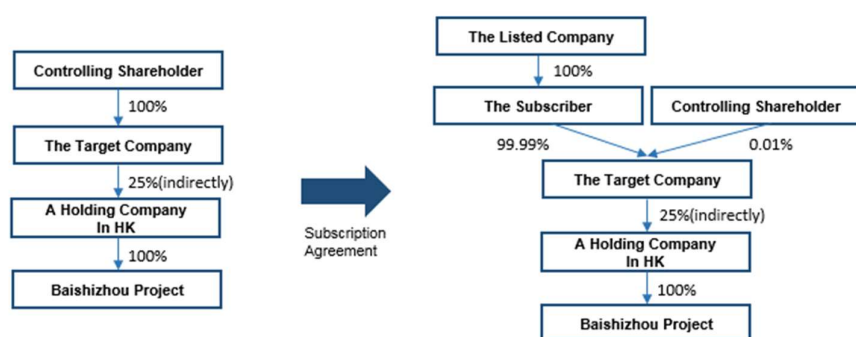 Controlling Shareholder
100%
The Target Company
25%(indirectly)
A Holding Company
In HK
100%
Baishizhou Project
Subscription
Agreement
The Listed Company
100%
The Subscriber
Controlling Shareholder
99.99%
0.01%
The Target Company
25%(indirectly)
A Holding Company
In HK
100%
Baishizhou Project